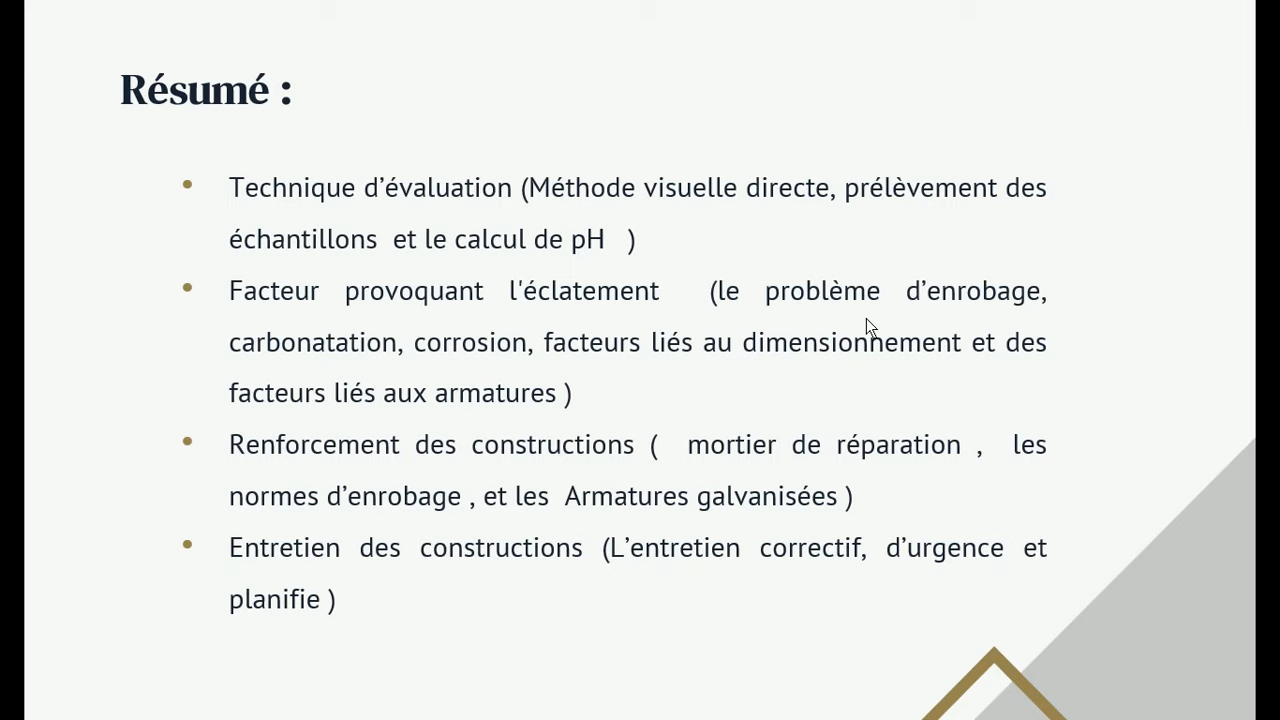 Résumé :
• Technique d’évaluation (Méthode visuelle directe, prélèvement des
échantillons  et le calcul de pH   )
• Facteur provoquant l'éclatement   (le problème d’enrobage,
carbonatation, corrosion, facteurs liés au dimensionnement et des
facteurs liés aux armatures )
• Renforcement des constructions (  mortier de réparation ,  les
normes d’enrobage , et les  Armatures galvanisées )
• Entretien des constructions (L’entretien correctif, d’urgence et
planifie )